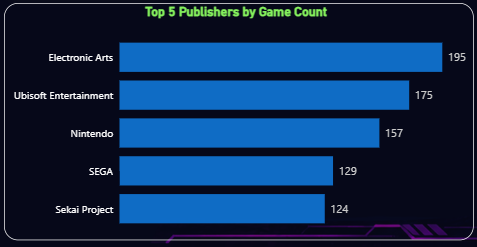 Top 5 Publishers by Game Count
Electronic Arts 195
Ubisoft Entertainment 175
Nintendo 157
SEGA 129
Sekai Project 124